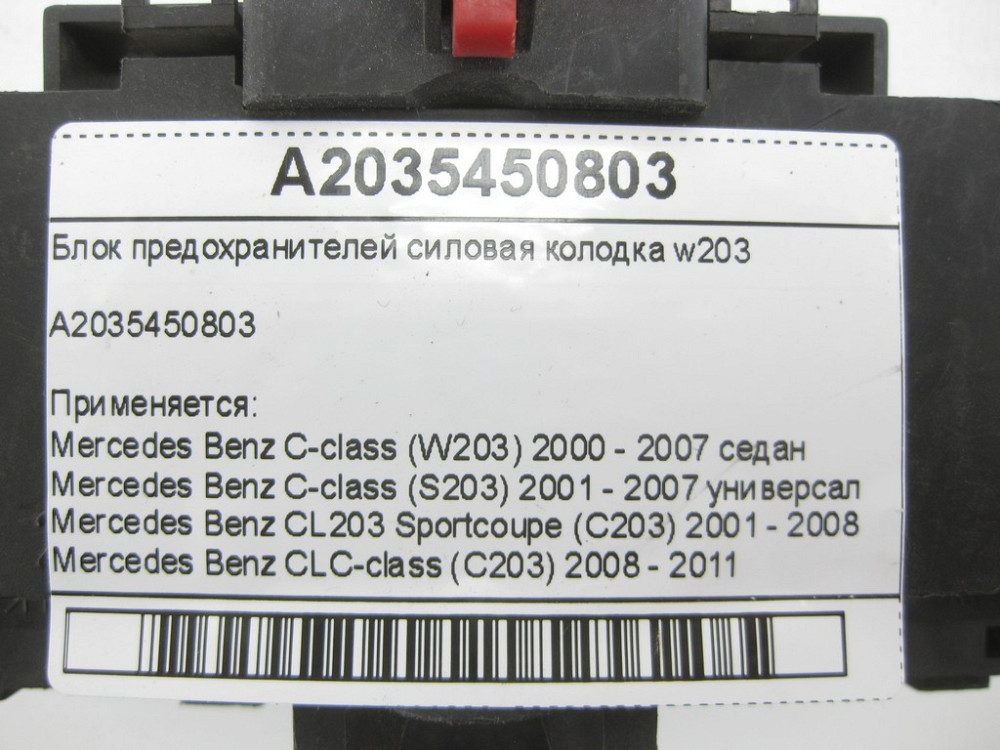 A2035450803
Блок предохранителей силовая колодка w203
A2035450803
Применяется:
Mercedes Benz C-class (W203) 2000 - 2007 седан
Mercedes Benz C-class (S203) 2001 - 2007 универсал
Mercedes Benz CL203 Sportcoupe (C203) 2001 - 2008
Mercedes Benz CLC-class (C203) 2008 - 2011